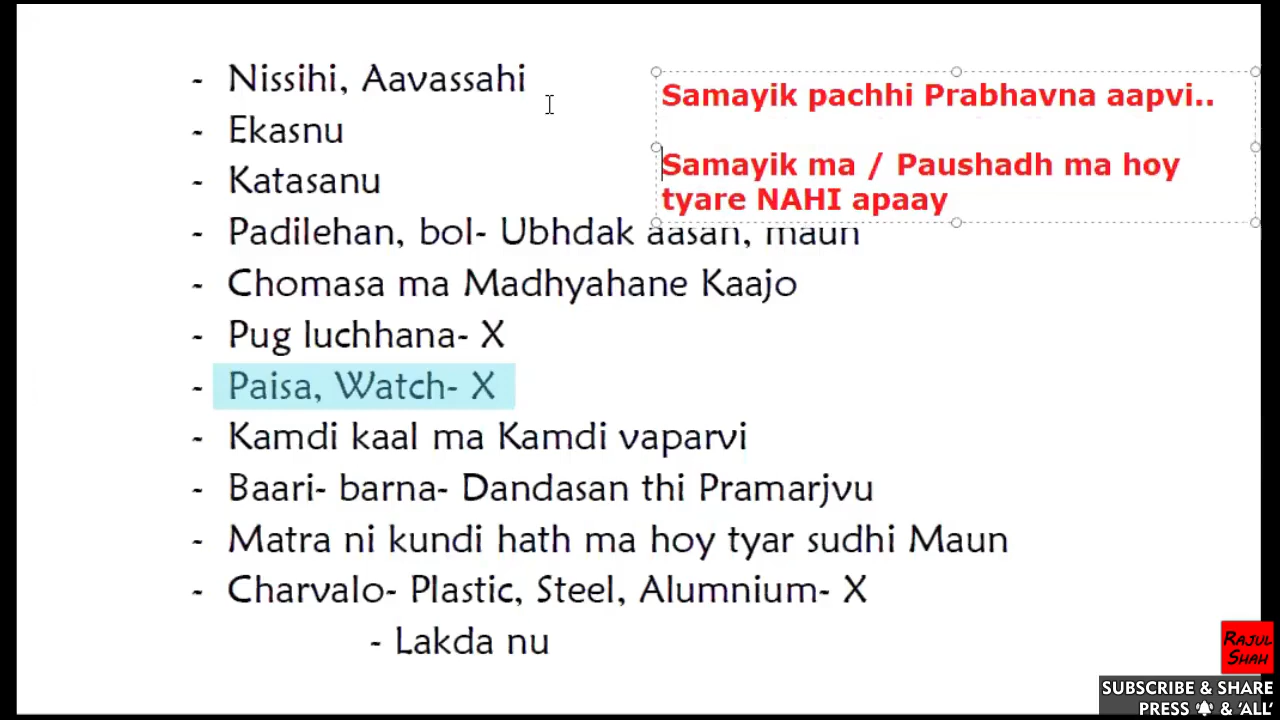 - Nissihi, Aavassahi
- Ekasnu
- Katasanu
- Padilehan, bol- Ubhdak aasan, maun
- Chomasa ma Madhyahane Kaajo
- Pug luchhana- X
- Paisa, Watch- X
- Kamdi kaal ma Kamdi vaparvi
- Baari- barna- Dandasan thi Pramarjvu
- Matra ni kundi hath ma hoy tyar sudhi Maun
- Charvalo- Plastic, Steel, Alumnium- X
- Lakda nu
Samayik pachhi Prabhavna aapvi..
Samayik ma / Paushadh ma hoy
tyare NAHI apaay
RAJUL
SHAH
SUBSCRIBE & SHARE
PRESS & 'ALL'